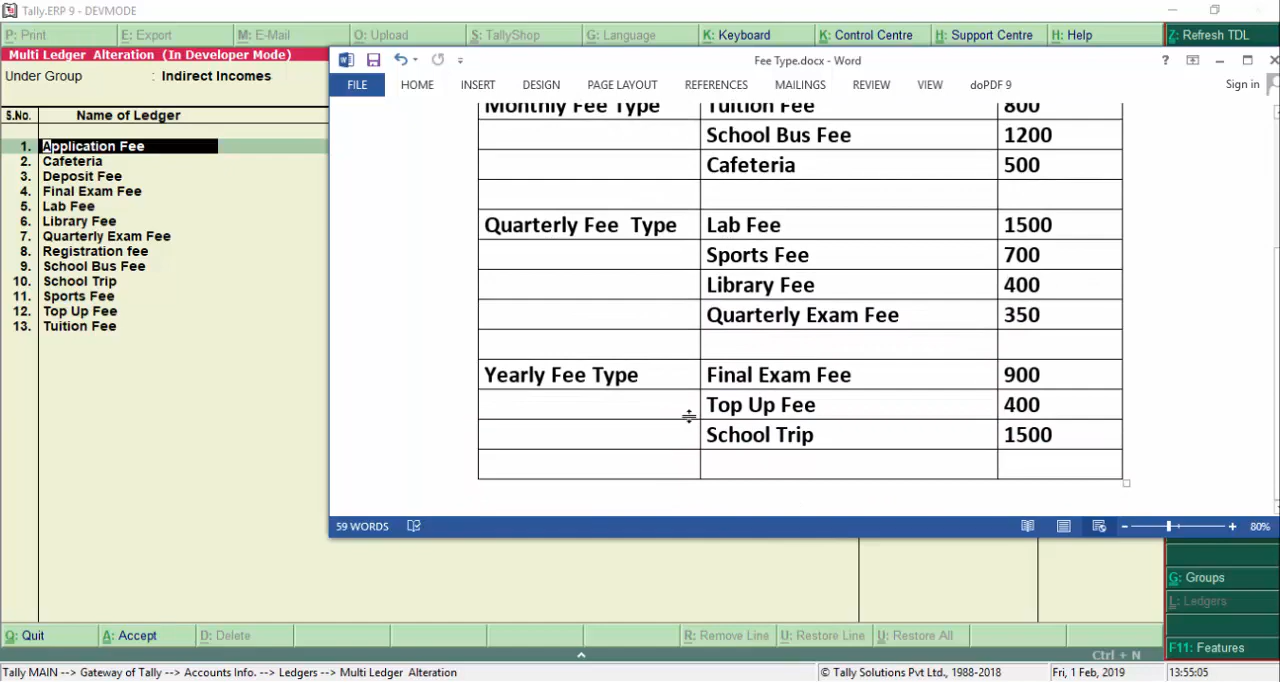 Tally.ERP 9 - DEVMODE
P: Print E: Export M: E-Mail O: Upload S: TallyShop G: Language K: Keyboard K: Control Centre H: Support Centre H: Help Z: Refresh TDL
Multi Ledger Alteration (In Developer Mode)
Under Group : Indirect Incomes
S.No. Name of Ledger
1. Application Fee
2. Cafeteria
3. Deposit Fee
4. Final Exam Fee
5. Lab Fee
6. Library Fee
7. Quarterly Exam Fee
8. Registration fee
9. School Bus Fee
10. School Trip
11. Sports Fee
12. Top Up Fee
13. Tuition Fee
Fee Type.docx - Word
?
FILE HOME INSERT DESIGN PAGE LAYOUT REFERENCES MAILINGS REVIEW VIEW doPDF 9 Sign in
Monthly Fee Type Tuition Fee 800
School Bus Fee 1200
Cafeteria 500
Quarterly Fee Type Lab Fee 1500
Sports Fee 700
Library Fee 400
Quarterly Exam Fee 350
Yearly Fee Type Final Exam Fee 900
Top Up Fee 400
School Trip 1500
59 WORDS 80%
G: Groups
L: Ledgers
F11: Features
Q: Quit A: Accept D: Delete R: Remove Line U: Restore Line U: Restore All
Ctrl + N
Tally MAIN --> Gateway of Tally --> Accounts Info. --> Ledgers --> Multi Ledger Alteration © Tally Solutions Pvt Ltd., 1988-2018 Fri, 1 Feb, 2019 13:55:05